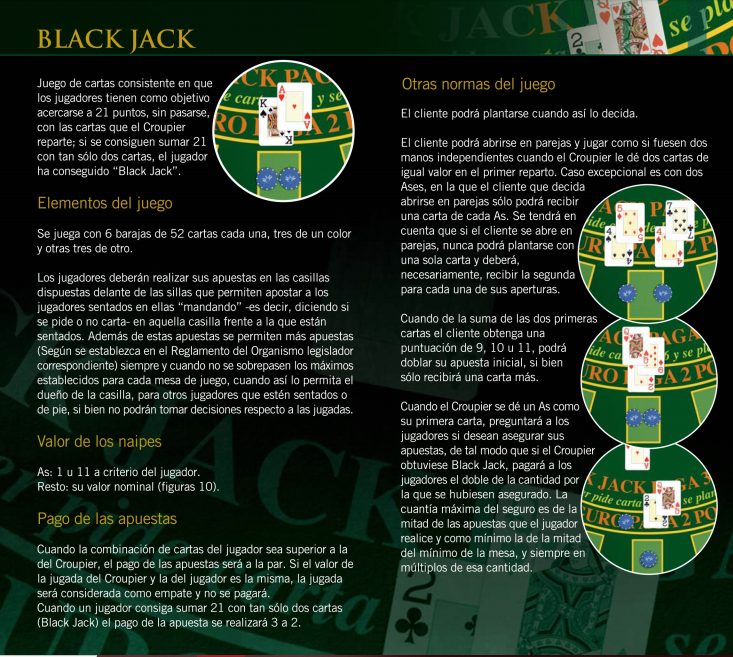 BLACK JACK
Juego de cartas consistente en que
los jugadores tienen como objetivo
acercarse a 21 puntos, sin pasarse,
con las cartas que el Croupier
reparte; si se consiguen sumar 21
con tan sólo dos cartas, el jugador
ha conseguido “Black Jack”.
Elementos del juego
Se juega con 6 barajas de 52 cartas cada una, tres de un color
y otras tres de otro.
Los jugadores deberán realizar sus apuestas en las casillas
dispuestas delante de las sillas que permiten apostar a los
jugadores sentados en ellas “mandando” -es decir, diciendo si
se pide o no carta- en aquella casilla frente a la que están
sentados. Además de estas apuestas se permiten más apuestas
(Según se establezca en el Reglamento del Organismo legislador
correspondiente) siempre y cuando no se sobrepasen los máximos
establecidos para cada mesa de juego, cuando así lo permita el
dueño de la casilla, para otros jugadores que estén sentados o
de pie, si bien no podrán tomar decisiones respecto a las jugadas.
Valor de los naipes
As: 1 u 11 a criterio del jugador.
Resto: su valor nominal (figuras 10).
Pago de las apuestas
Cuando la combinación de cartas del jugador sea superior a la
del Croupier, el pago de las apuestas será a la par. Si el valor de
la jugada del Croupier y la del jugador es la misma, la jugada
será considerada como empate y no se pagará.
Cuando un jugador consiga sumar 21 con tan sólo dos cartas
(Black Jack) el pago de la apuesta se realizará 3 a 2.
Otras normas del juego
El cliente podrá plantarse cuando así lo decida.
El cliente podrá abrirse en parejas y jugar como si fuesen dos
manos independientes cuando el Croupier le dé dos cartas de
igual valor en el primer reparto. Caso excepcional es con dos
Ases, en la que el cliente que decida
abrirse en parejas sólo podrá recibir
una carta de cada As. Se tendrá en
cuenta que si el cliente se abre en
parejas, nunca podrá plantarse con
una sola carta y deberá,
necesariamente, recibir la segunda
para cada una de sus aperturas.
Cuando de la suma de las dos primeras
cartas el cliente obtenga una
puntuación de 9, 10 u 11, podrá
doblar su apuesta inicial, si bien
sólo recibirá una carta más.
Cuando el Croupier se dé un As como
su primera carta, preguntará a los
jugadores si desean asegurar sus
apuestas, de tal modo que si el Croupier
obtuviese Black Jack, pagará a los
jugadores el doble de la cantidad por
la que se hubiesen asegurado. La
cuantía máxima del seguro es de la
mitad de las apuestas que el jugador
realice y como mínimo la de la mitad
del mínimo de la mesa, y siempre en
múltiplos de esa cantidad.